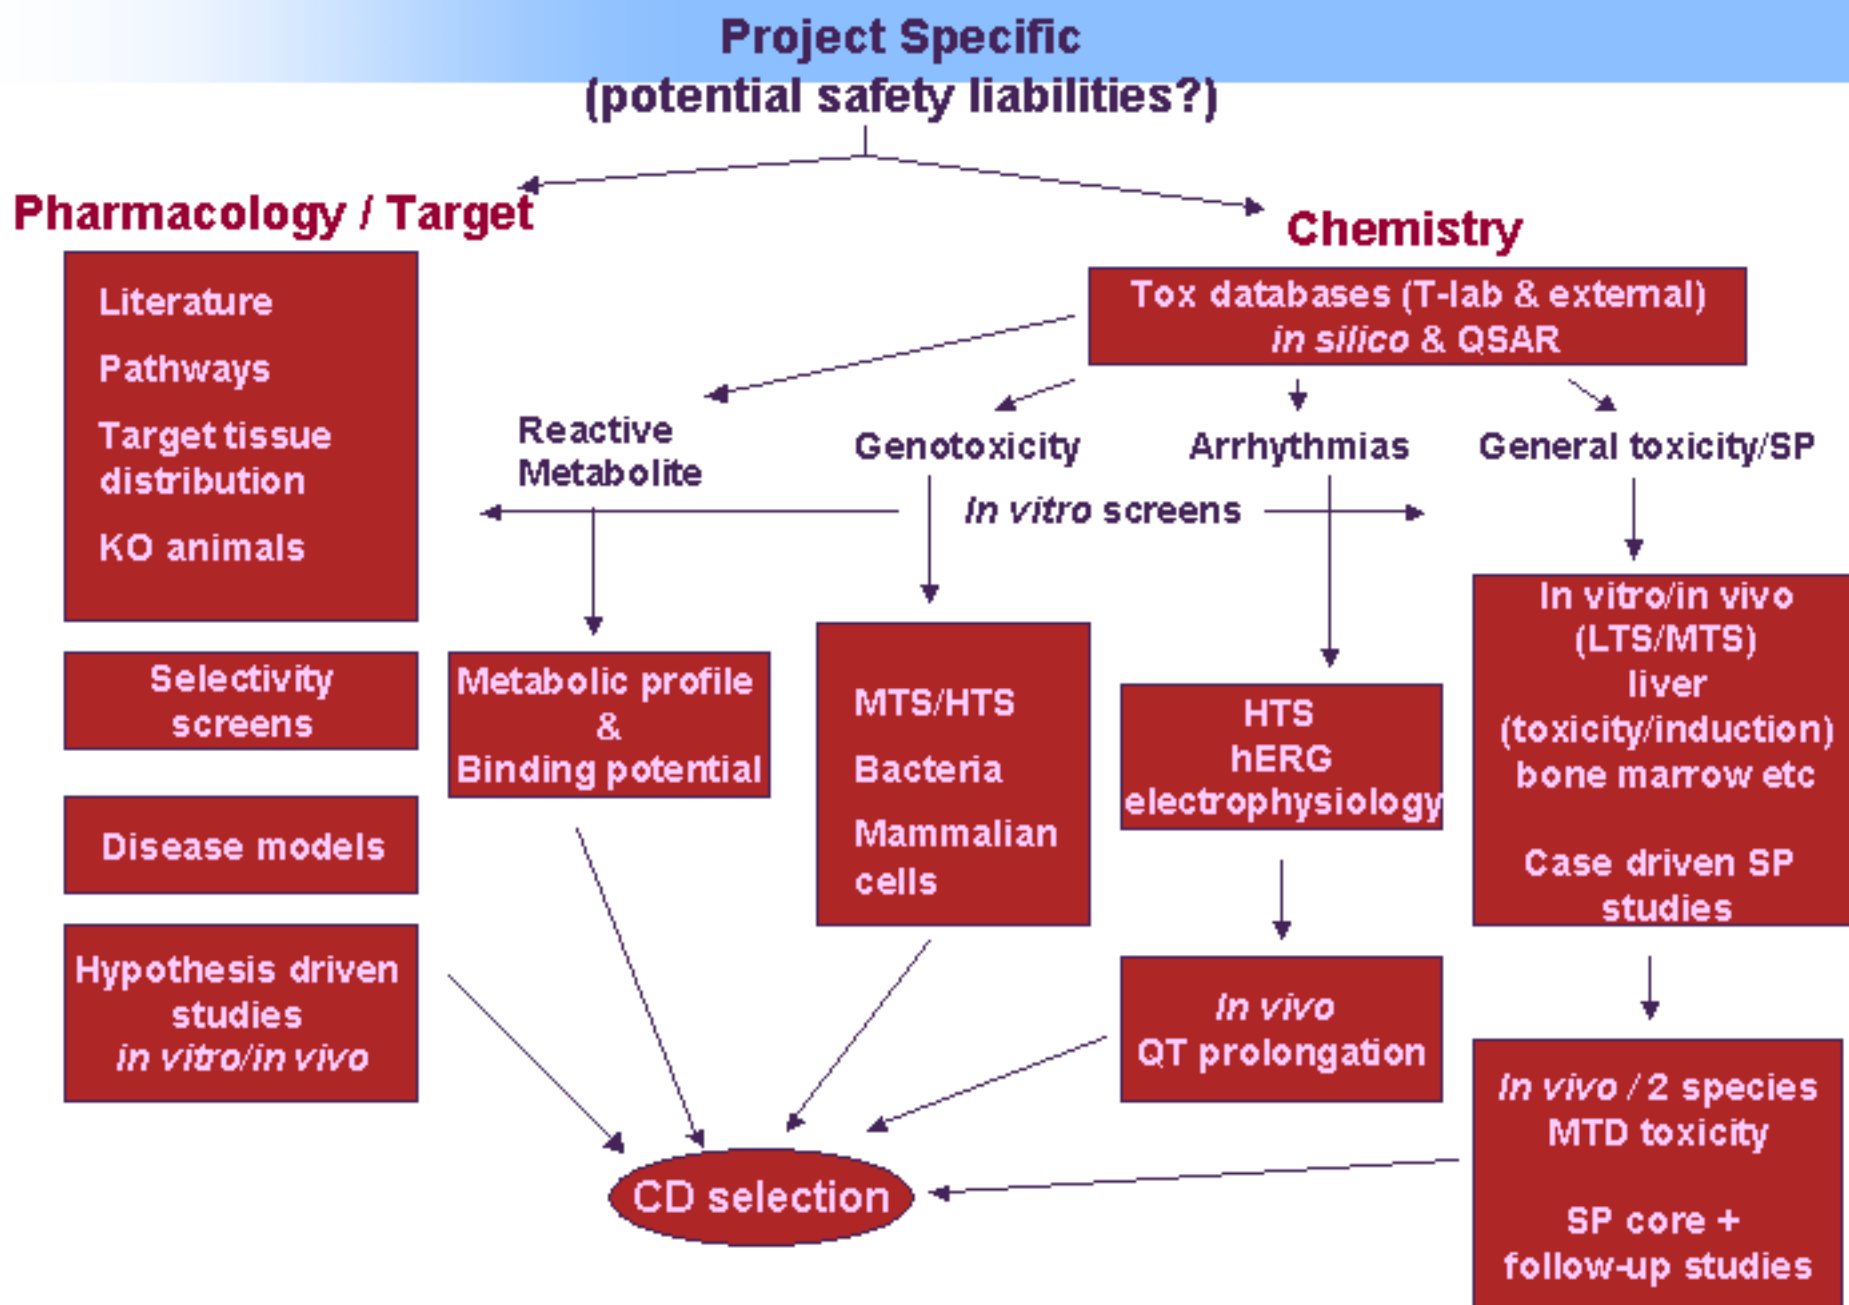 Project Specific
(potential safety liabilities?)
Pharmacology / Target
Literature
Pathways
Target tissue
distribution
KO animals
Selectivity
screens
Disease models
Hypothesis driven
studies
in vitro/in vivo
Chemistry
Tox databases (T-lab & external)
in silico & QSAR
Reactive
Metabolite
Genotoxicity
Arrhythmias
General toxicity/SP
In vitro screens
Metabolic profile
&
Binding potential
MTS/HTS
Bacteria
Mammalian
cells
HTS
hERG
electrophysiology
In vivo
QT prolongation
In vitro/in vivo
(LTS/MTS)
liver
(toxicity/induction)
bone marrow etc
Case driven SP
studies
In vivo / 2 species
MTD toxicity
SP core +
follow-up studies
CD selection